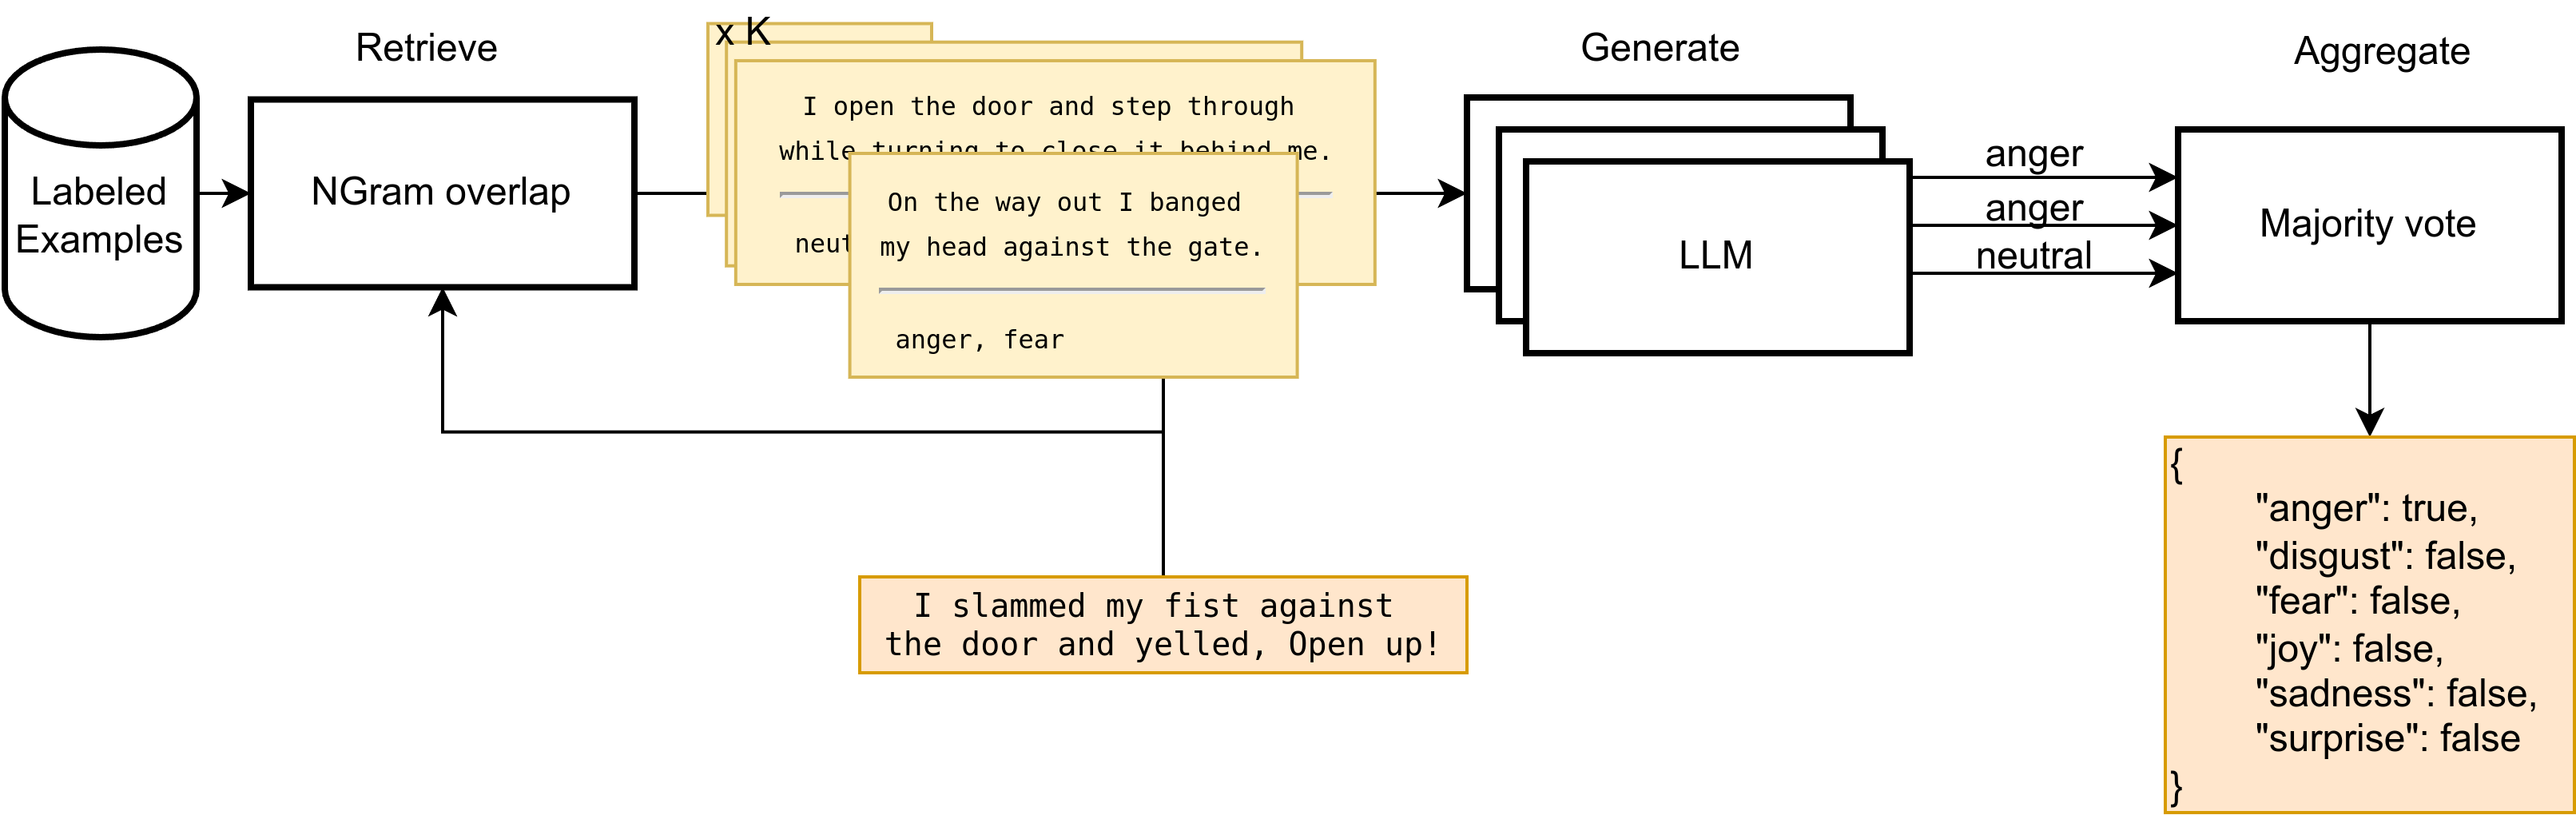 Retrieve
x K
Generate
Aggregate
Labeled
Examples
NGram overlap
I open the door and step through
while turning to close it behind me.
On the way out I banged
my head against the gate.
anger, fear
LLM
anger
anger
neutral
Majority vote
I slammed my fist against
the door and yelled, Open up!
{
"anger": true,
"disgust": false,
"fear": false,
"joy": false,
"sadness": false,
"surprise": false
}